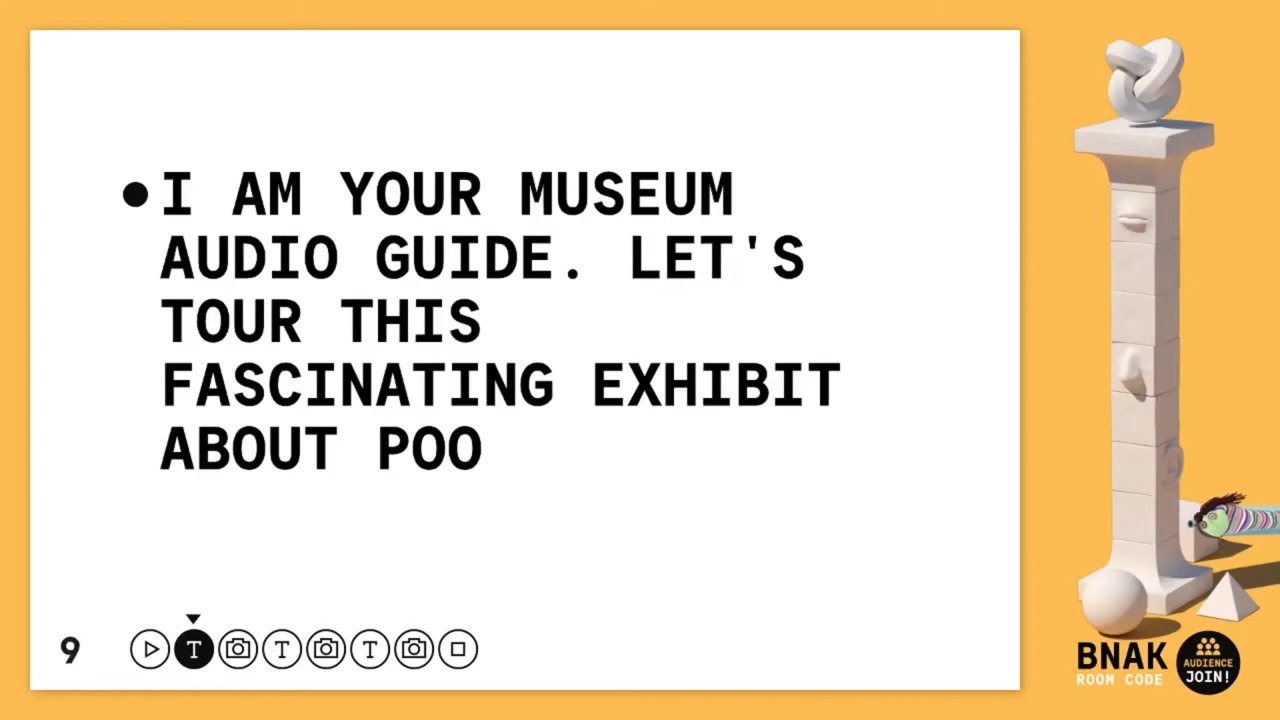 ● I AM YOUR MUSEUM
AUDIO GUIDE. LET'S
TOUR THIS
FASCINATING EXHIBIT
ABOUT POO
9
T
T
T
BNAK
ROOM CODE
AUDIENCE
JOIN!